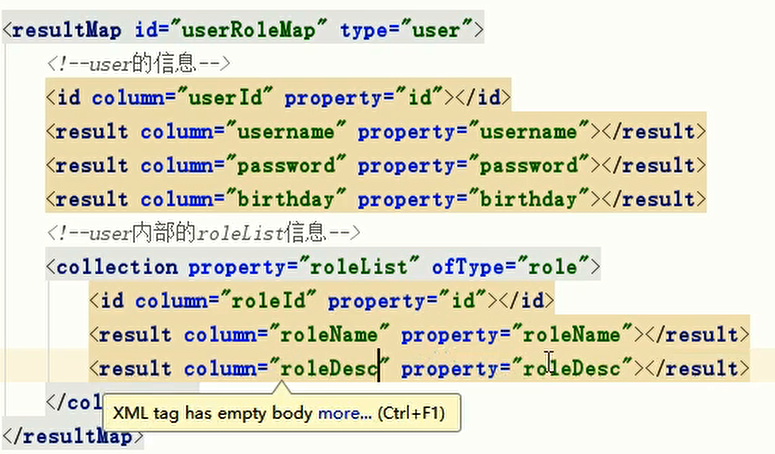 <resultMap id="userRoleMap" type="user">
<!--user的信息-->
<id column="userId" property="id"></id>
<result column="username" property="username"></result>
<result column="password" property="password"></result>
<result column="birthday" property="birthday"></result>
<!--user内部的roleList信息-->
<collection property="roleList" ofType="role">
<id column="roleId" property="id"></id>
<result column="roleName" property="roleName"></result>
<result column="roleDesc" property="roleDesc"></result>
</col
XML tag has empty body more... (Ctrl+F1)
</resultMap>